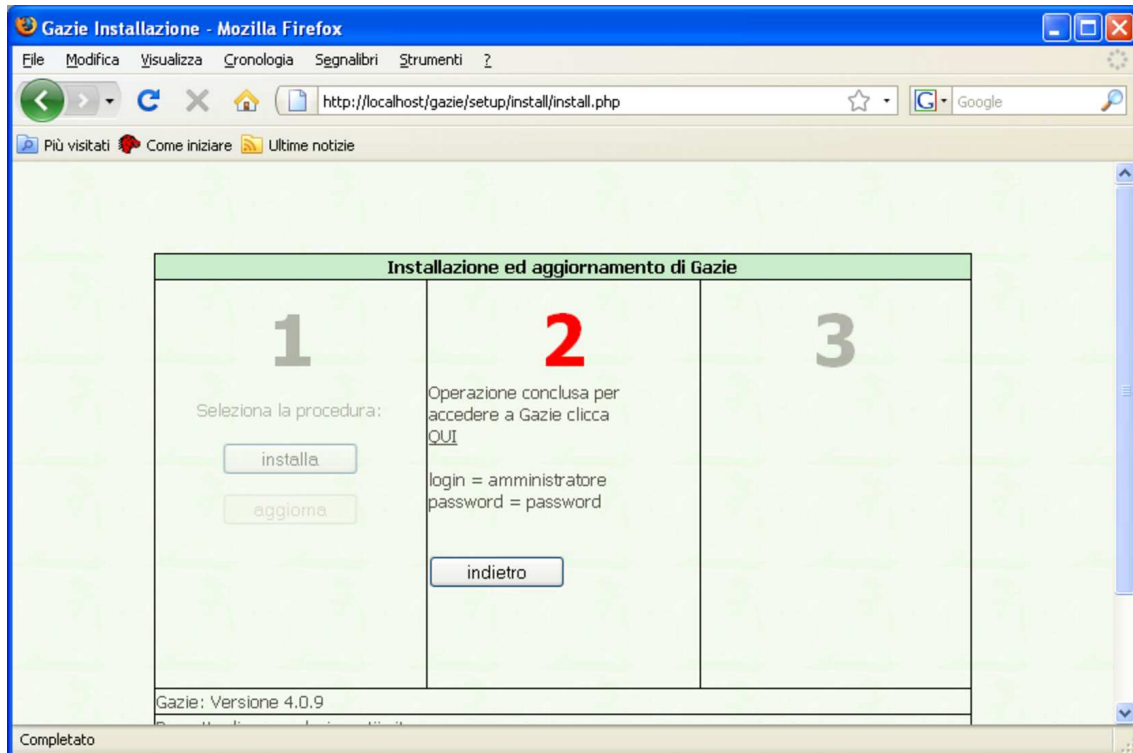 Gazie Installazione - Mozilla Firefox
File Modifica Visualizza Cronologia Segnalibri Strumenti ?
http://localhost/gazie/setup/install/install.php
G Google
Più visitati Come iniziare Ultime notizie
Installazione ed aggiornamento di Gazie
1
Seleziona la procedura:
installa
aggiorna
2
Operazione conclusa per
accedere a Gazie clicca
QUI
login = amministratore
password = password
indietro
3
Gazie: Versione 4.0.9
Completato